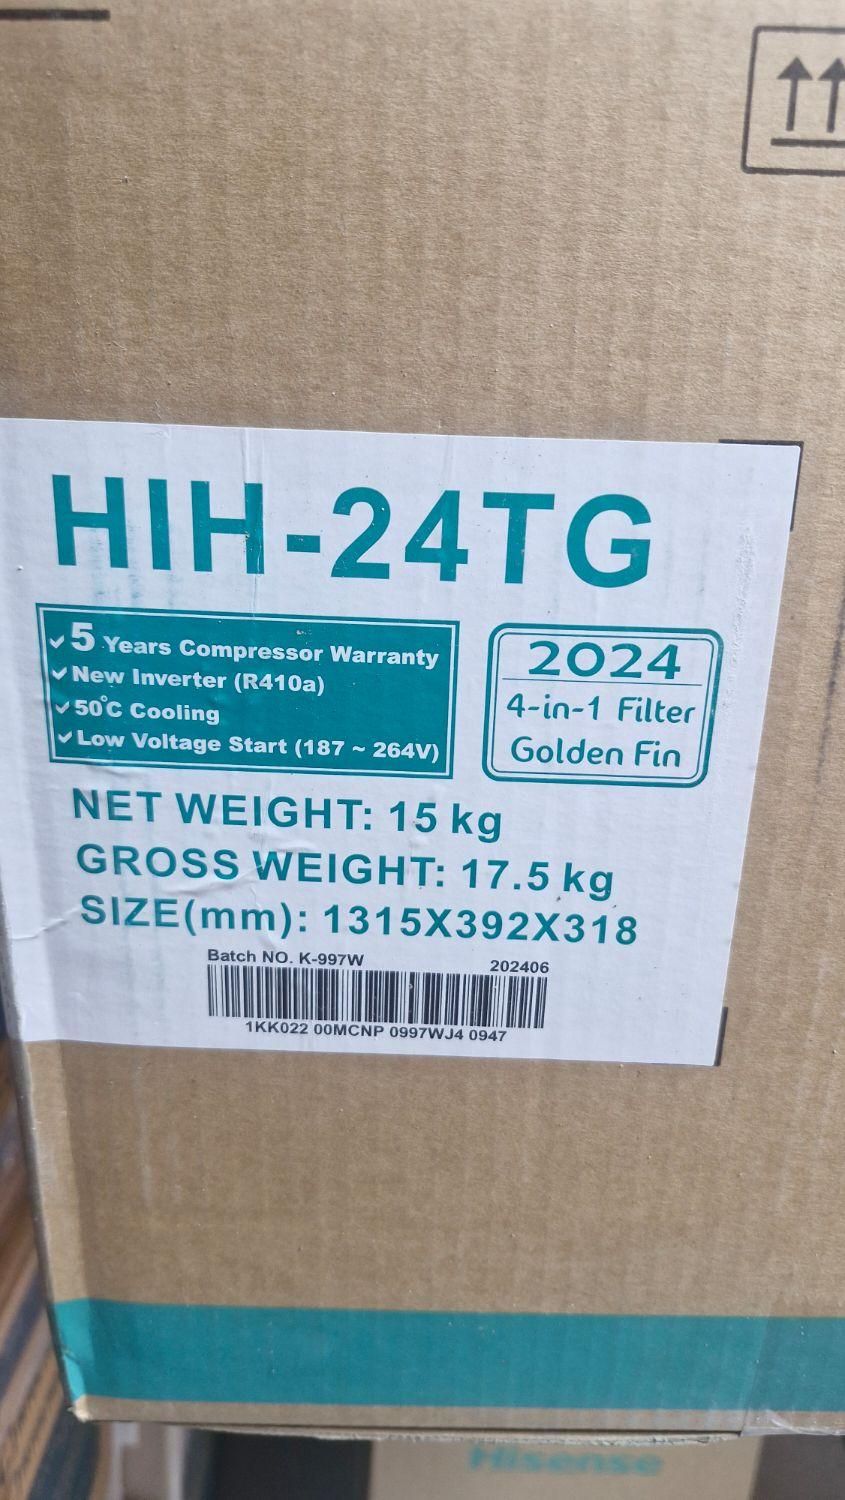 HIH-24TG
5 Years Compressor Warranty
New Inverter (R410a)
50℃ Cooling
Low Voltage Start (187 ~ 264V)
2024
4-in-1 Filter
Golden Fin
NET WEIGHT: 15 kg
GROSS WEIGHT: 17.5 kg
SIZE(mm): 1315X392X318
Batch NO. K-997W 202406
1KK022 00MCNP 0997WJ4 0947
Hisense